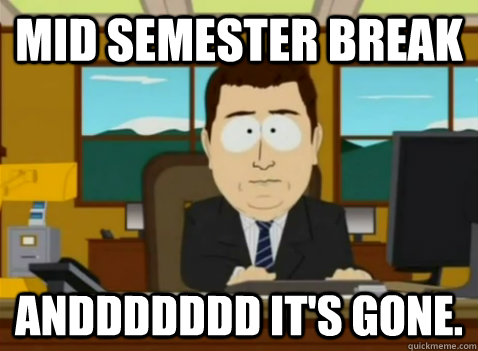 MID SEMESTER BREAK
ANDDDDDDD IT'S GONE.
quickmeme.com